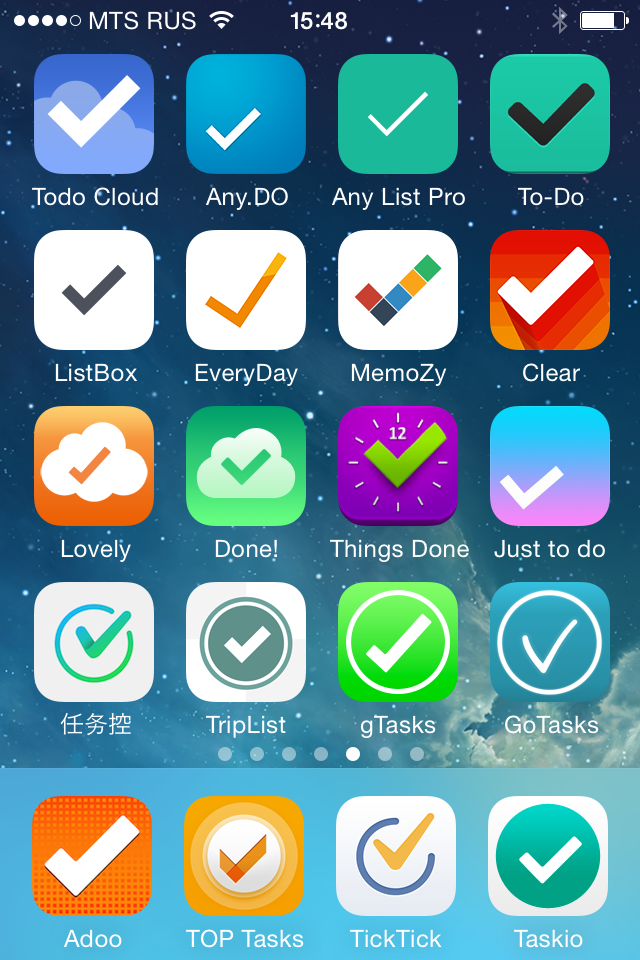 MTS RUS 15:48
Todo Cloud Any.DO Any List Pro To-Do
ListBox EveryDay MemoZy Clear
12
Lovely Done! Things Done Just to do
任务控 TripList gTasks GoTasks
Adoo TOP Tasks TickTick Taskio